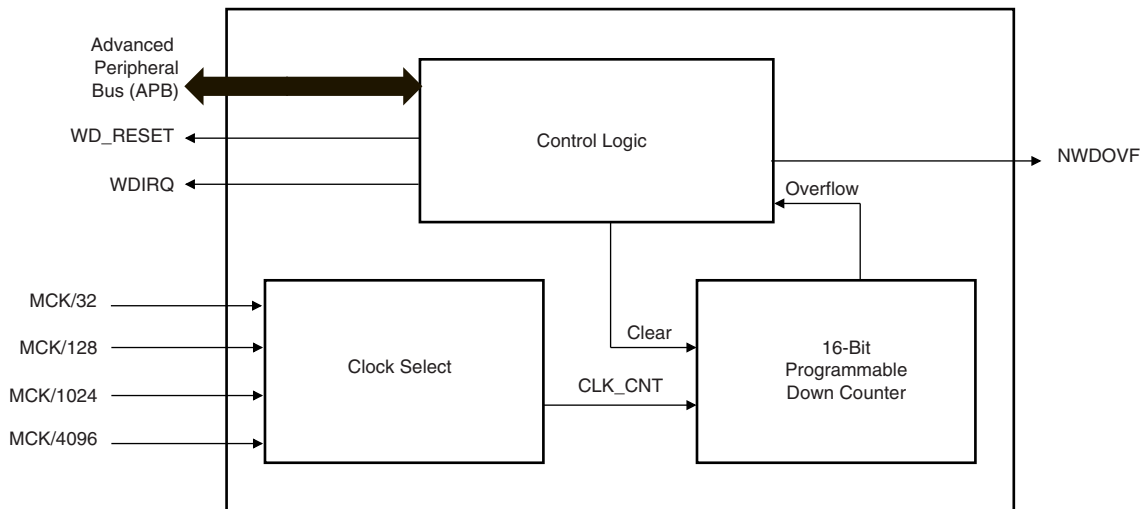 Advanced
Peripheral
Bus (APB)
WD_RESET
WDIRQ
Control Logic
NWDOVF
Overflow
MCK/32
MCK/128
MCK/1024
MCK/4096
Clock Select
Clear
CLK_CNT
16-Bit
Programmable
Down Counter